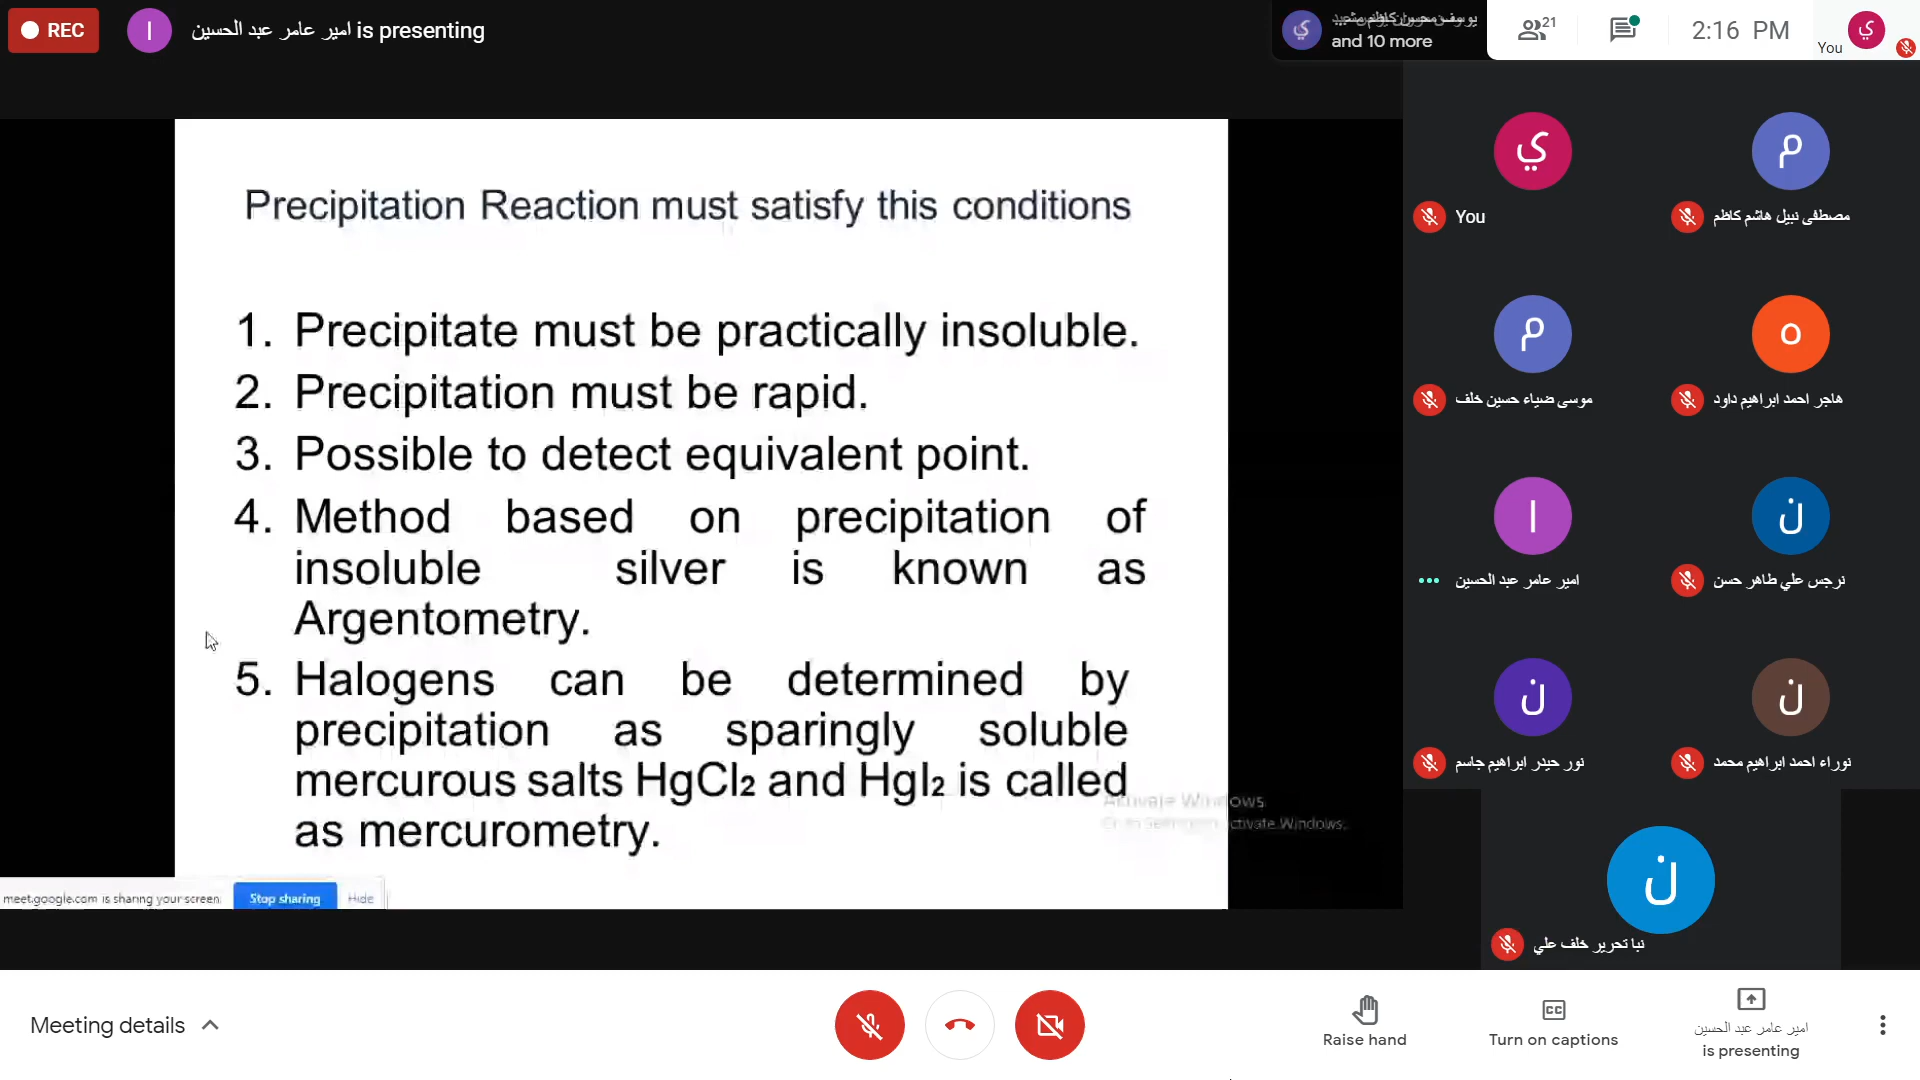 REC
امير عامر عبد الحسين is presenting
and 10 more
21
2:16 PM
You
ي
Precipitation Reaction must satisfy this conditions
1. Precipitate must be practically insoluble.
2. Precipitation must be rapid.
3. Possible to detect equivalent point.
4. Method based on precipitation of
insoluble silver is known as
Argentometry.
5. Halogens can be determined by
precipitation as sparingly soluble
mercurous salts HgCl₂ and HgI₂ is called
as mercurometry.
Activate Windows
ctivate Windows.
meet.google.com is sharing your screen.
Stop sharing
Hide
ي
You
م
مصطفى نبيل هاشم كاظم
م
موسى ضياء حسين خلف
ه
هاجر احمد ابراهيم داود
ا
امير عامر عبد الحسين
ن
نرجس علي طاهر حسن
ن
نور حيدر ابراهيم جاسم
ن
نوراء احمد ابراهيم محمد
ن
نبا تحرير خلف علي
Meeting details
Raise hand
Turn on captions
امير عامر عبد الحسين
is presenting